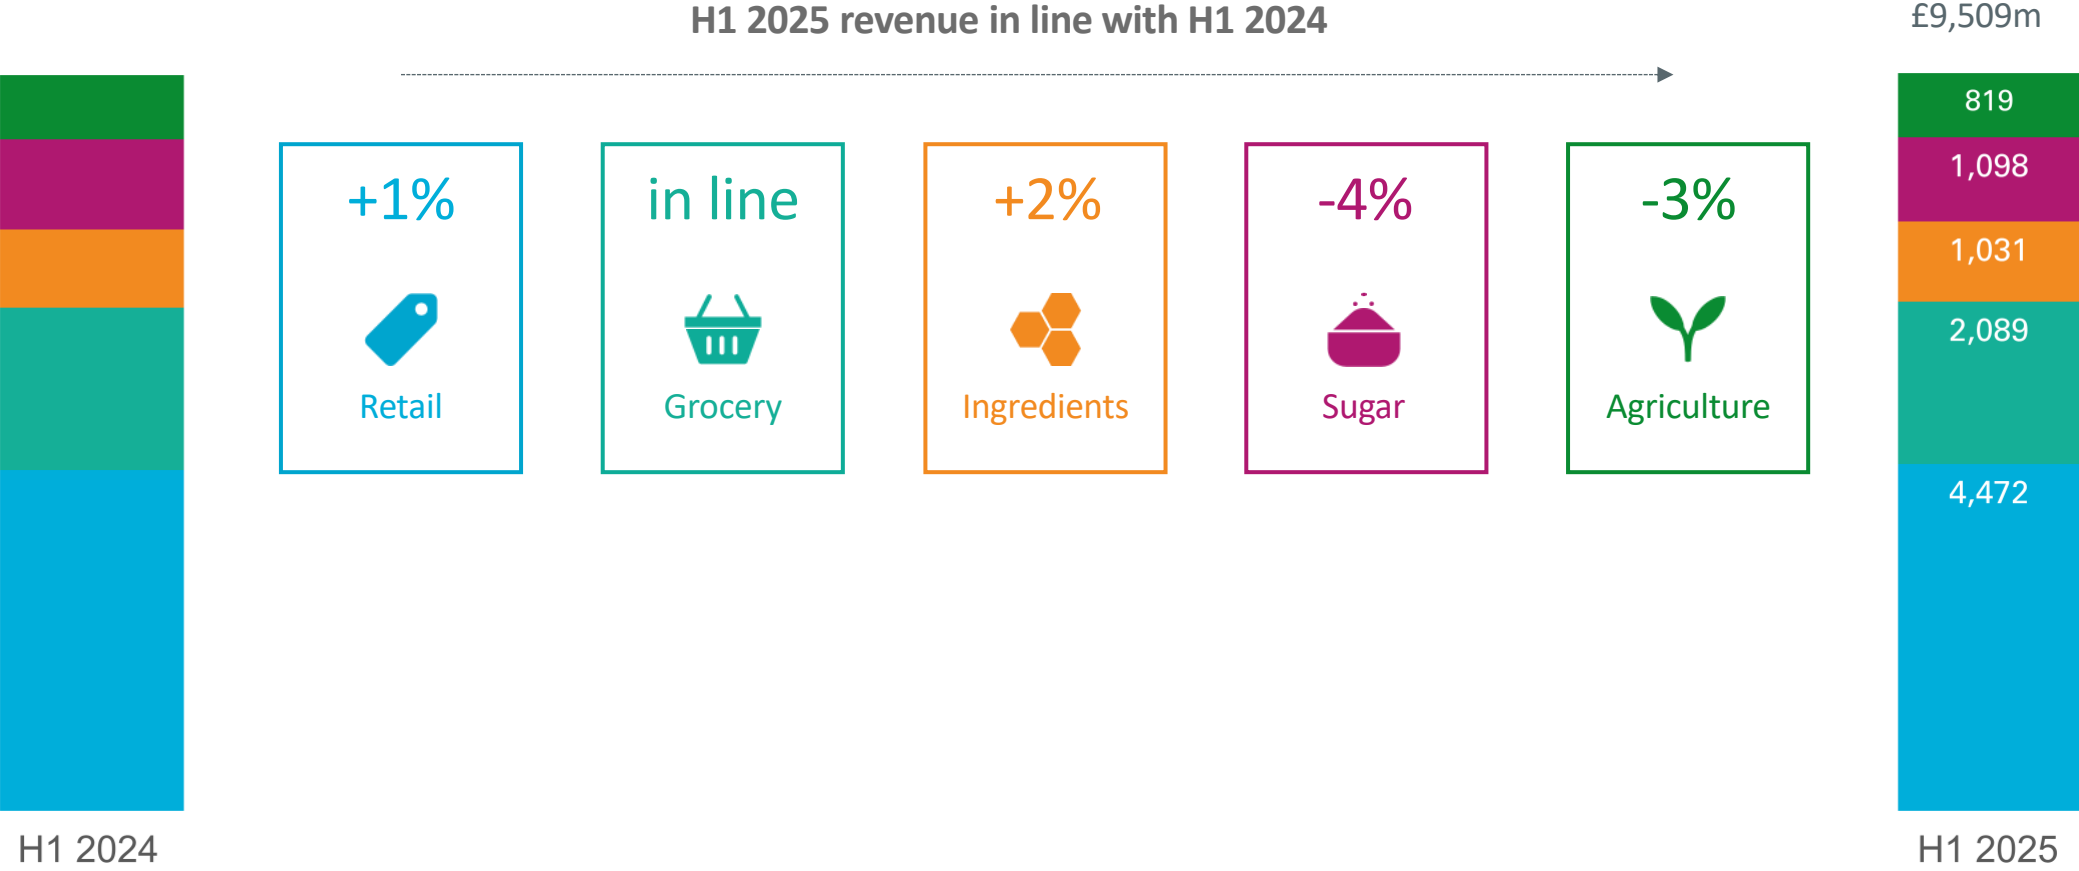 H1 2025 revenue in line with H1 2024
£9,509m
+1%
Retail
in line
Grocery
+2%
Ingredients
-4%
Sugar
-3%
Agriculture
819
1,098
1,031
2,089
4,472
H1 2024
H1 2025